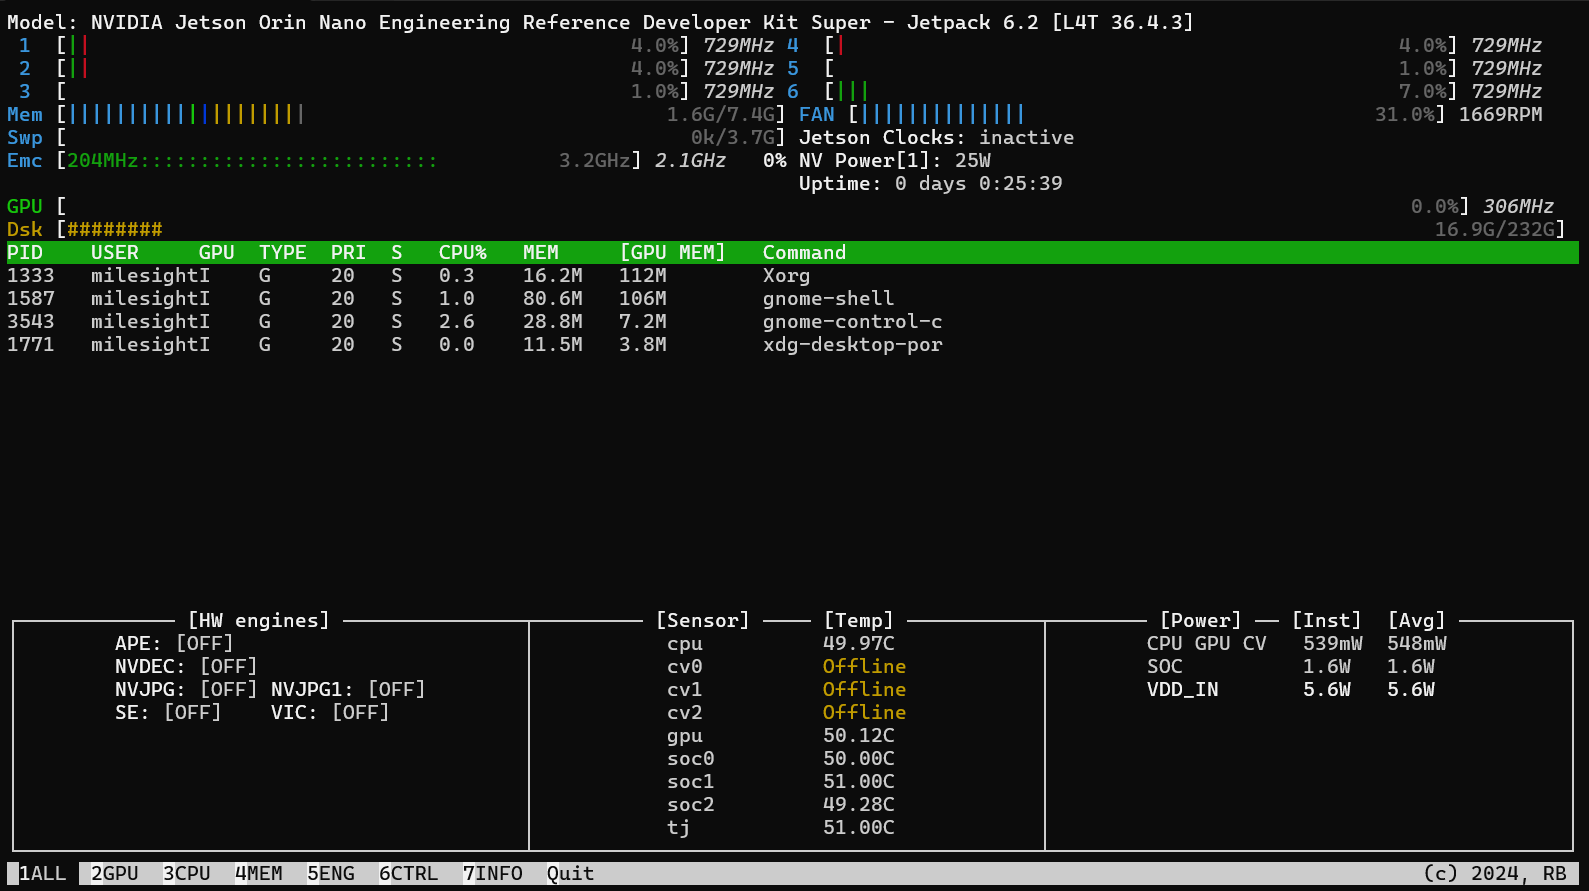 Model: NVIDIA Jetson Orin Nano Engineering Reference Developer Kit Super - Jetpack 6.2 [L4T 36.4.3]
1 [|| 4.0%] 729MHz 4 [| 4.0%] 729MHz
2 [|| 4.0%] 729MHz 5 [ 1.0%] 729MHz
3 [ 1.0%] 729MHz 6 [||| 7.0%] 729MHz
Mem [|||||||||||||||||||| 1.6G/7.4G] FAN [|||||||||||||| 31.0%] 1669RPM
Swp [ 0k/3.7G] Jetson Clocks: inactive
Emc [204MHz::::::::::::::::::::::::: 3.2GHz] 2.1GHz 0% NV Power[1]: 25W
Uptime: 0 days 0:25:39
GPU [ 0.0%] 306MHz
Dsk [######## 16.9G/232G]
PID USER GPU TYPE PRI S CPU% MEM [GPU MEM] Command
1333 milesightI G 20 S 0.3 16.2M 112M Xorg
1587 milesightI G 20 S 1.0 80.6M 106M gnome-shell
3543 milesightI G 20 S 2.6 28.8M 7.2M gnome-control-c
1771 milesightI G 20 S 0.0 11.5M 3.8M xdg-desktop-por
[HW engines] [Sensor] [Temp] [Power] [Inst] [Avg]
APE: [OFF] cpu 49.97C CPU GPU CV 539mW 548mW
NVDEC: [OFF] cv0 Offline SOC 1.6W 1.6W
NVJPG: [OFF] NVJPG1: [OFF] cv1 Offline VDD_IN 5.6W 5.6W
SE: [OFF] VIC: [OFF] cv2 Offline
gpu 50.12C
soc0 50.00C
soc1 51.00C
soc2 49.28C
tj 51.00C
1ALL 2GPU 3CPU 4MEM 5ENG 6CTRL 7INFO Quit (c) 2024, RB